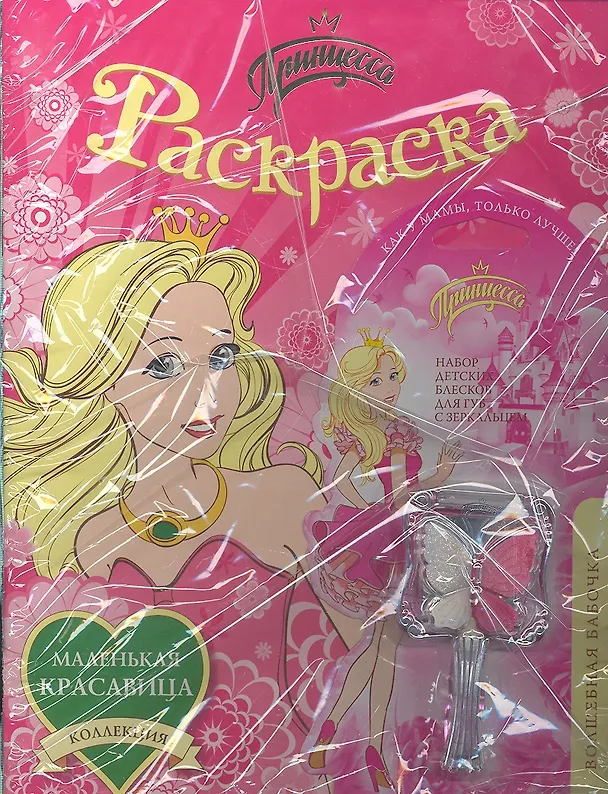 Принцесса
Раскраска
КАК У МАМЫ, ТОЛЬКО ЛУЧШЕ
Принцесса
НАБОР
ДЕТСКИХ
БЛЕСКОВ
ДЛЯ ГУБ
С ЗЕРКАЛЬЦЕМ
МАЛЕНЬКАЯ
КРАСАВИЦА
КОЛЛЕКЦИЯ
ВОЛШЕБНАЯ БАБОЧКА